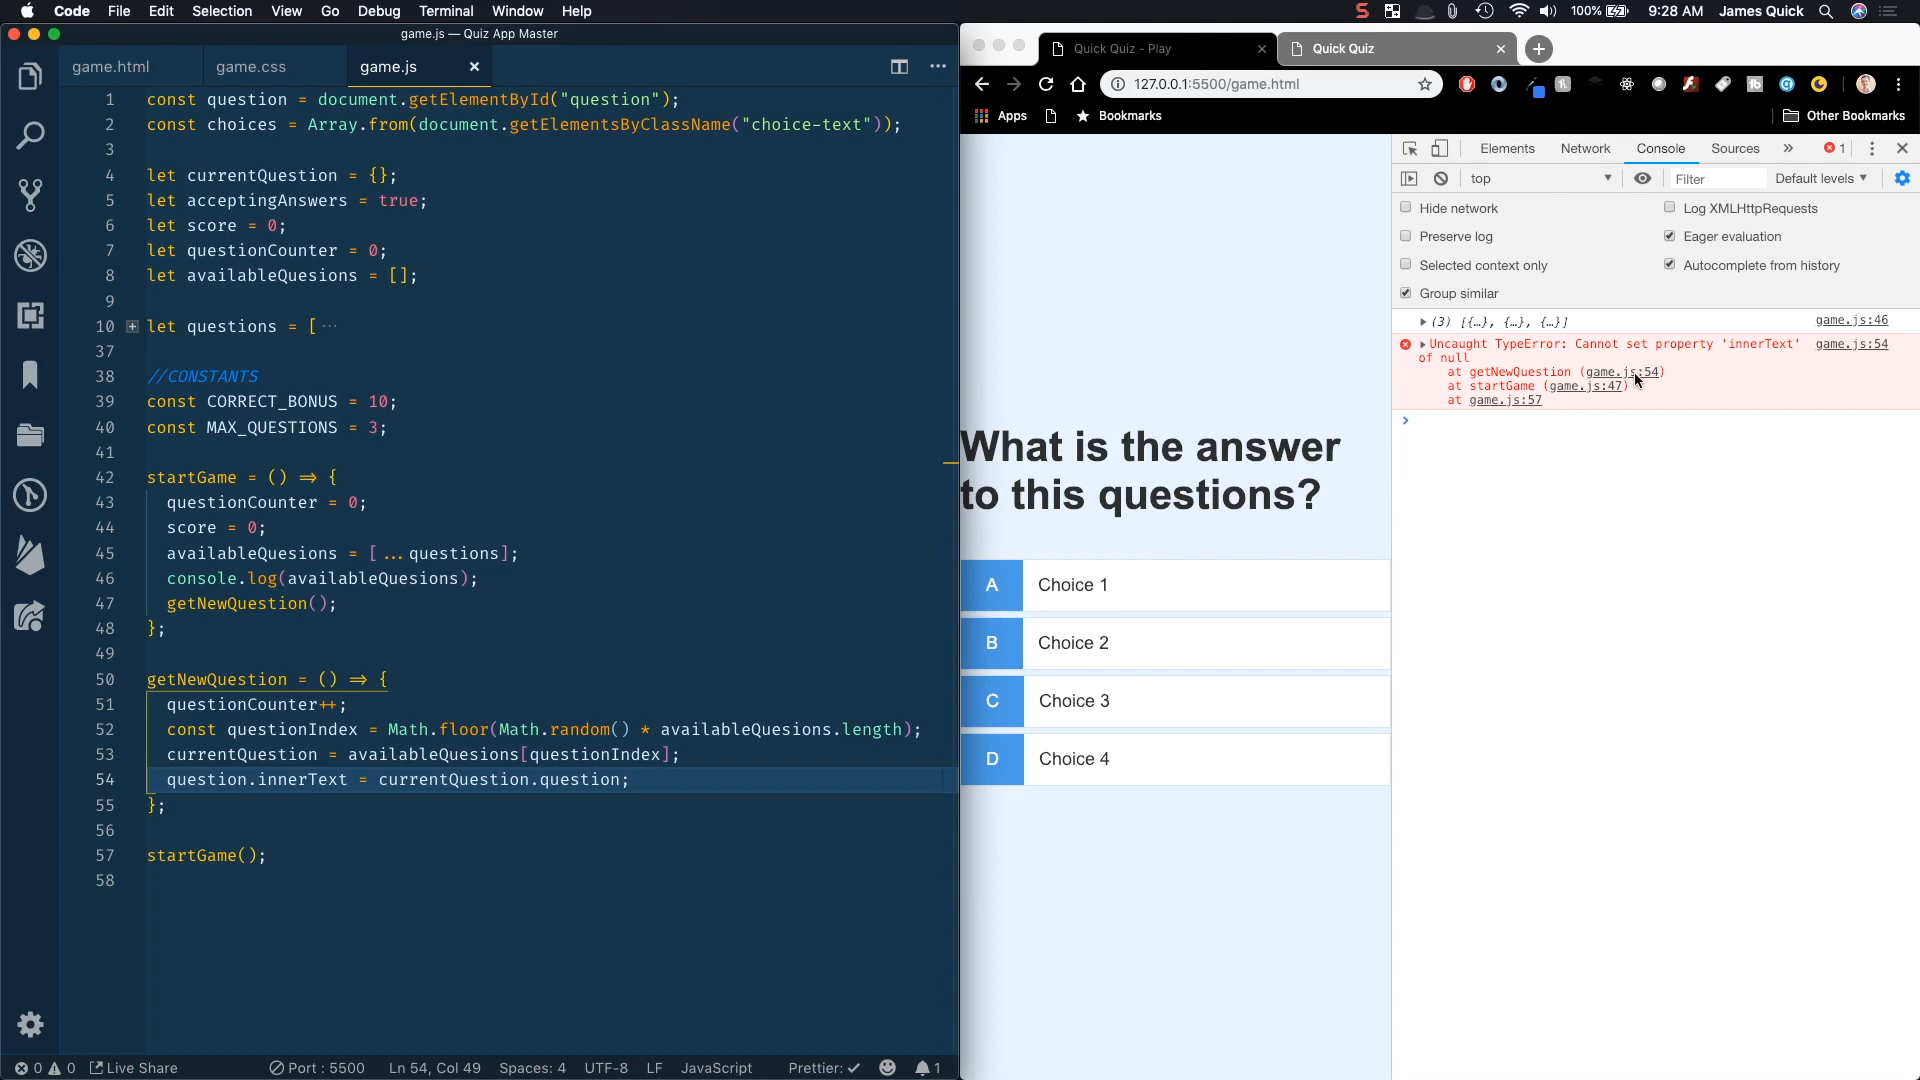 Code File Edit Selection View Go Debug Terminal Window Help
100% 9:28 AM James Quick
game.js — Quiz App Master
game.html
game.css
game.js
1 const question = document.getElementById("question");
2 const choices = Array.from(document.getElementsByClassName("choice-text"));
3
4 let currentQuestion = {};
5 let acceptingAnswers = true;
6 let score = 0;
7 let questionCounter = 0;
8 let availableQuesions = [];
9
10 let questions = [ ...
37
38 //CONSTANTS
39 const CORRECT_BONUS = 10;
40 const MAX_QUESTIONS = 3;
41
42 startGame = () => {
43 questionCounter = 0;
44 score = 0;
45 availableQuesions = [...questions];
46 console.log(availableQuesions);
47 getNewQuestion();
48 };
49
50 getNewQuestion = () => {
51 questionCounter++;
52 const questionIndex = Math.floor(Math.random() * availableQuesions.length);
53 currentQuestion = availableQuesions[questionIndex];
54 question.innerText = currentQuestion.question;
55 };
56
57 startGame();
58
0 0 Live Share Port : 5500 Ln 54, Col 49 Spaces: 4 UTF-8 LF JavaScript Prettier: ✓ 1
Quick Quiz - Play
Quick Quiz
127.0.0.1:5500/game.html
Apps Bookmarks Other Bookmarks
What is the answer
to this questions?
A Choice 1
B Choice 2
C Choice 3
D Choice 4
Elements Network Console Sources » 1
top Filter Default levels
Hide network Log XMLHttpRequests
Preserve log Eager evaluation
Selected context only Autocomplete from history
Group similar
(3) [{…}, {…}, {…}] game.js:46
Uncaught TypeError: Cannot set property 'innerText' game.js:54
of null
at getNewQuestion (game.js:54)
at startGame (game.js:47)
at game.js:57